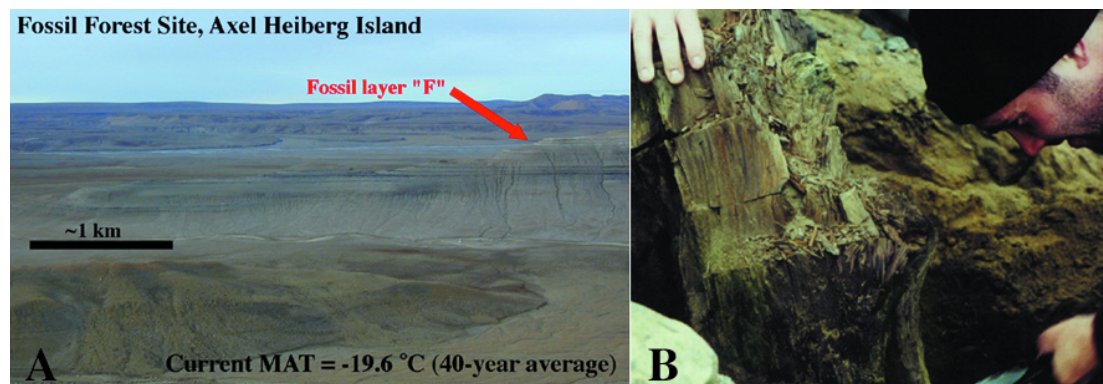 Fossil Forest Site, Axel Heiberg Island
Fossil layer "F"
~1 km
A
Current MAT = -19.6 °C (40-year average)
B